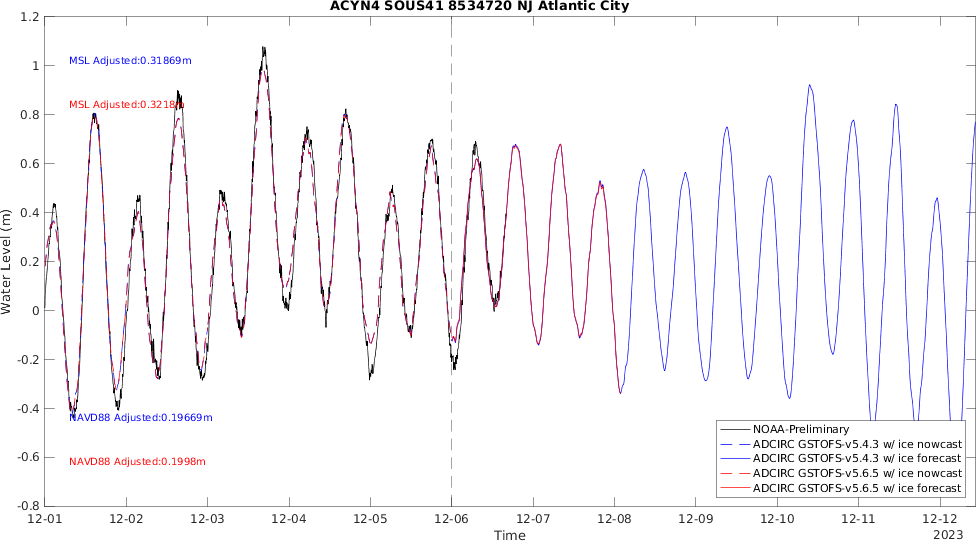 ACYN4 SOUS41 8534720 NJ Atlantic City
1.2
1
0.8
0.6
0.4
0.2
0
-0.2
-0.4
-0.6
-0.8
Water Level (m)
MSL Adjusted:0.31869m
MSL Adjusted:0.3218m
NAVD88 Adjusted:0.19669m
NAVD88 Adjusted:0.1998m
NOAA-Preliminary
ADCIRC GSTOFS-v5.4.3 w/ ice nowcast
ADCIRC GSTOFS-v5.4.3 w/ ice forecast
ADCIRC GSTOFS-v5.6.5 w/ ice nowcast
ADCIRC GSTOFS-v5.6.5 w/ ice forecast
12-01 12-02 12-03 12-04 12-05 12-06 12-07 12-08 12-09 12-10 12-11 12-12
Time
2023